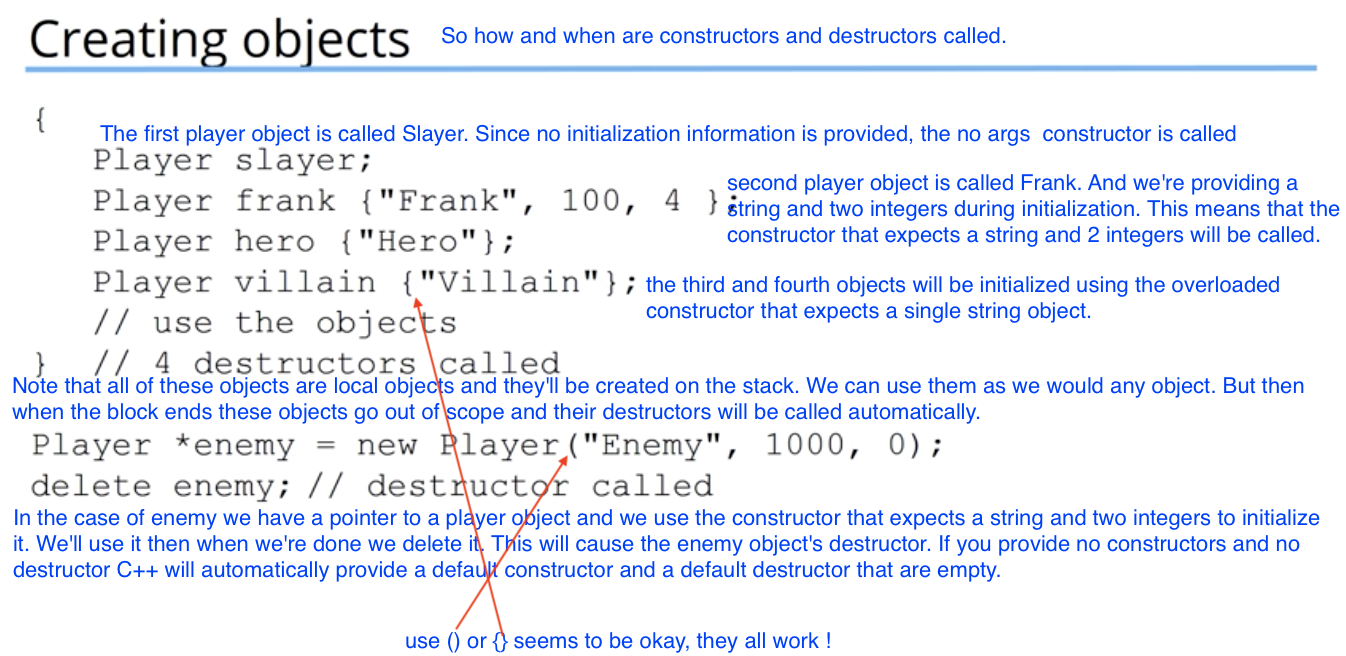 Creating objects
So how and when are constructors and destructors called.
{
The first player object is called Slayer. Since no initialization information is provided, the no args constructor is called
Player slayer;
Player frank {"Frank", 100, 4 };
second player object is called Frank. And we're providing a
string and two integers during initialization. This means that the
constructor that expects a string and 2 integers will be called.
Player hero {"Hero"};
Player villain {"Villain"};
the third and fourth objects will be initialized using the overloaded
constructor that expects a single string object.
// use the objects
} // 4 destructors called
Note that all of these objects are local objects and they'll be created on the stack. We can use them as we would any object. But then
when the block ends these objects go out of scope and their destructors will be called automatically.
Player *enemy = new Player("Enemy", 1000, 0);
delete enemy; // destructor called
In the case of enemy we have a pointer to a player object and we use the constructor that expects a string and two integers to initialize
it. We'll use it then when we're done we delete it. This will cause the enemy object's destructor. If you provide no constructors and no
destructor C++ will automatically provide a default constructor and a default destructor that are empty.
use () or {} seems to be okay, they all work !